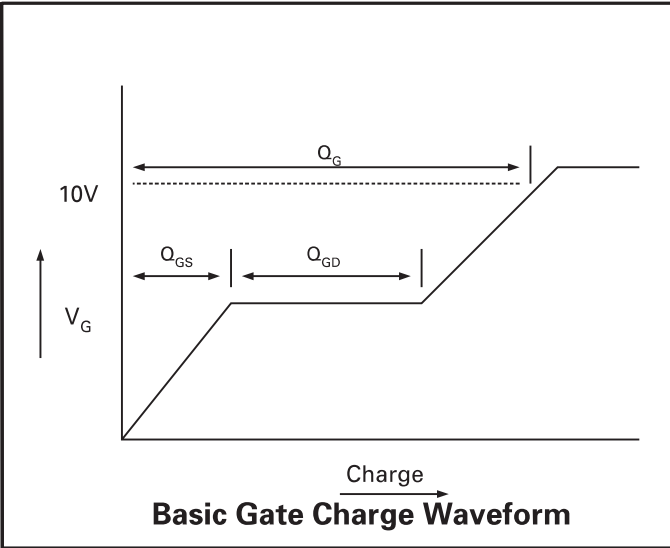 Q_G
10V
Q_GS
Q_GD
V_G
Charge
Basic Gate Charge Waveform